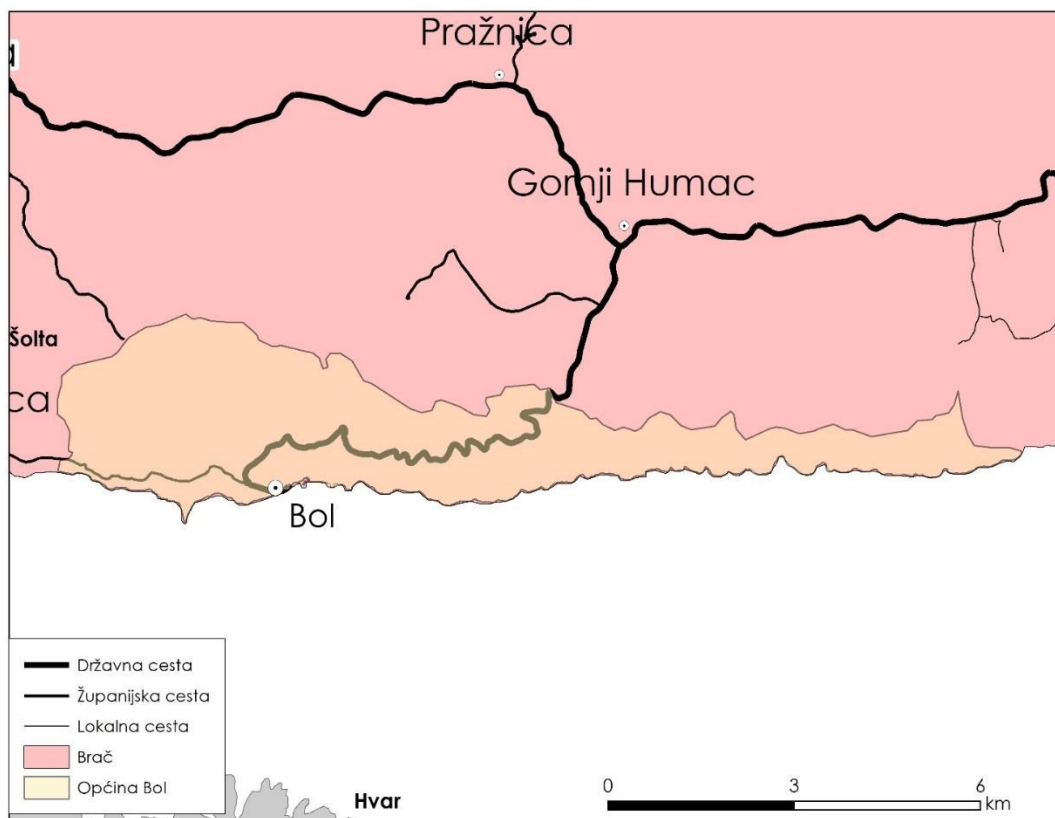 Pražnica
Gornji Humac
Šolta
ca
Bol
Državna cesta
Županijska cesta
Lokalna cesta
Brač
Općina Bol
Hvar
0 3 6
km